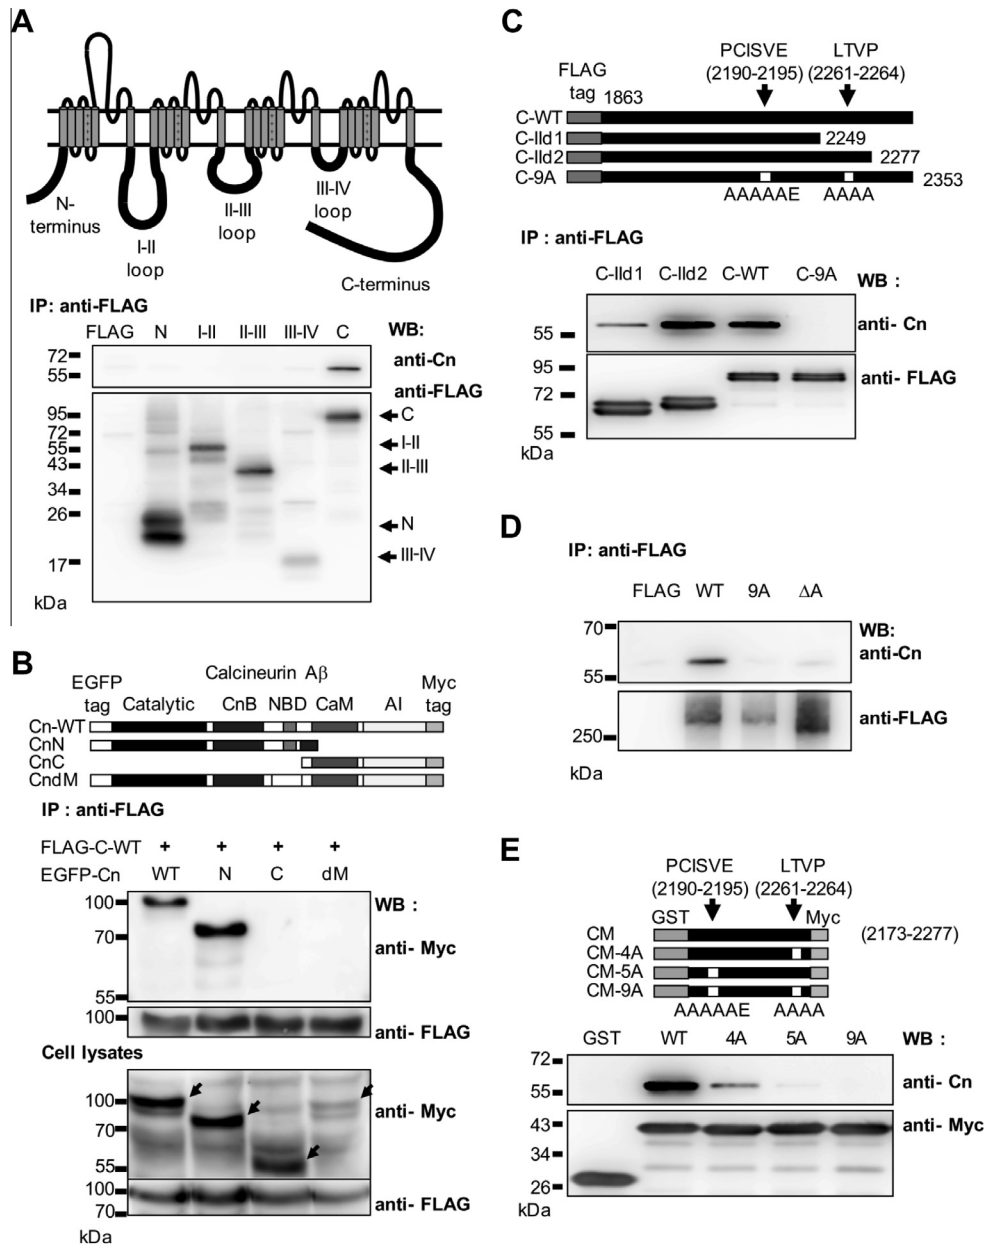 A
N-
terminus
I-II
loop
II-III
loop
III-IV
loop
C-terminus
IP: anti-FLAG
FLAG N I-II II-III III-IV C WB:
72
55
anti-Cn
anti-FLAG
95
72
55
43
34
26
17
kDa
C
I-II
II-III
N
III-IV
B
Calcineurin Aβ
EGFP
tag
Catalytic CnB NBD CaM AI
Myc
tag
Cn-WT
CnN
CnC
CndM
IP : anti-FLAG
FLAG-C-WT + + + +
EGFP-Cn WT N C dM
100
70
55
WB :
anti- Myc
100
anti- FLAG
Cell lysates
100
70
55
anti- Myc
100
70
anti- FLAG
kDa
C
PCISVE
(2190-2195)
LTVP
(2261-2264)
FLAG
tag
1863
C-WT
C-IId1 2249
C-IId2 2277
C-9A 2353
AAAAAE AAAA
IP : anti-FLAG
C-IId1 C-IId2 C-WT C-9A WB :
55
anti- Cn
95
72
55
anti- FLAG
kDa
D
IP: anti-FLAG
FLAG WT 9A ΔA
70
55
WB:
anti-Cn
250
anti-FLAG
kDa
E
PCISVE
(2190-2195)
LTVP
(2261-2264)
GST Myc
CM (2173-2277)
CM-4A
CM-5A
CM-9A
AAAAAE AAAA
GST WT 4A 5A 9A WB :
72
55
anti- Cn
43
34
26
anti- Myc
kDa